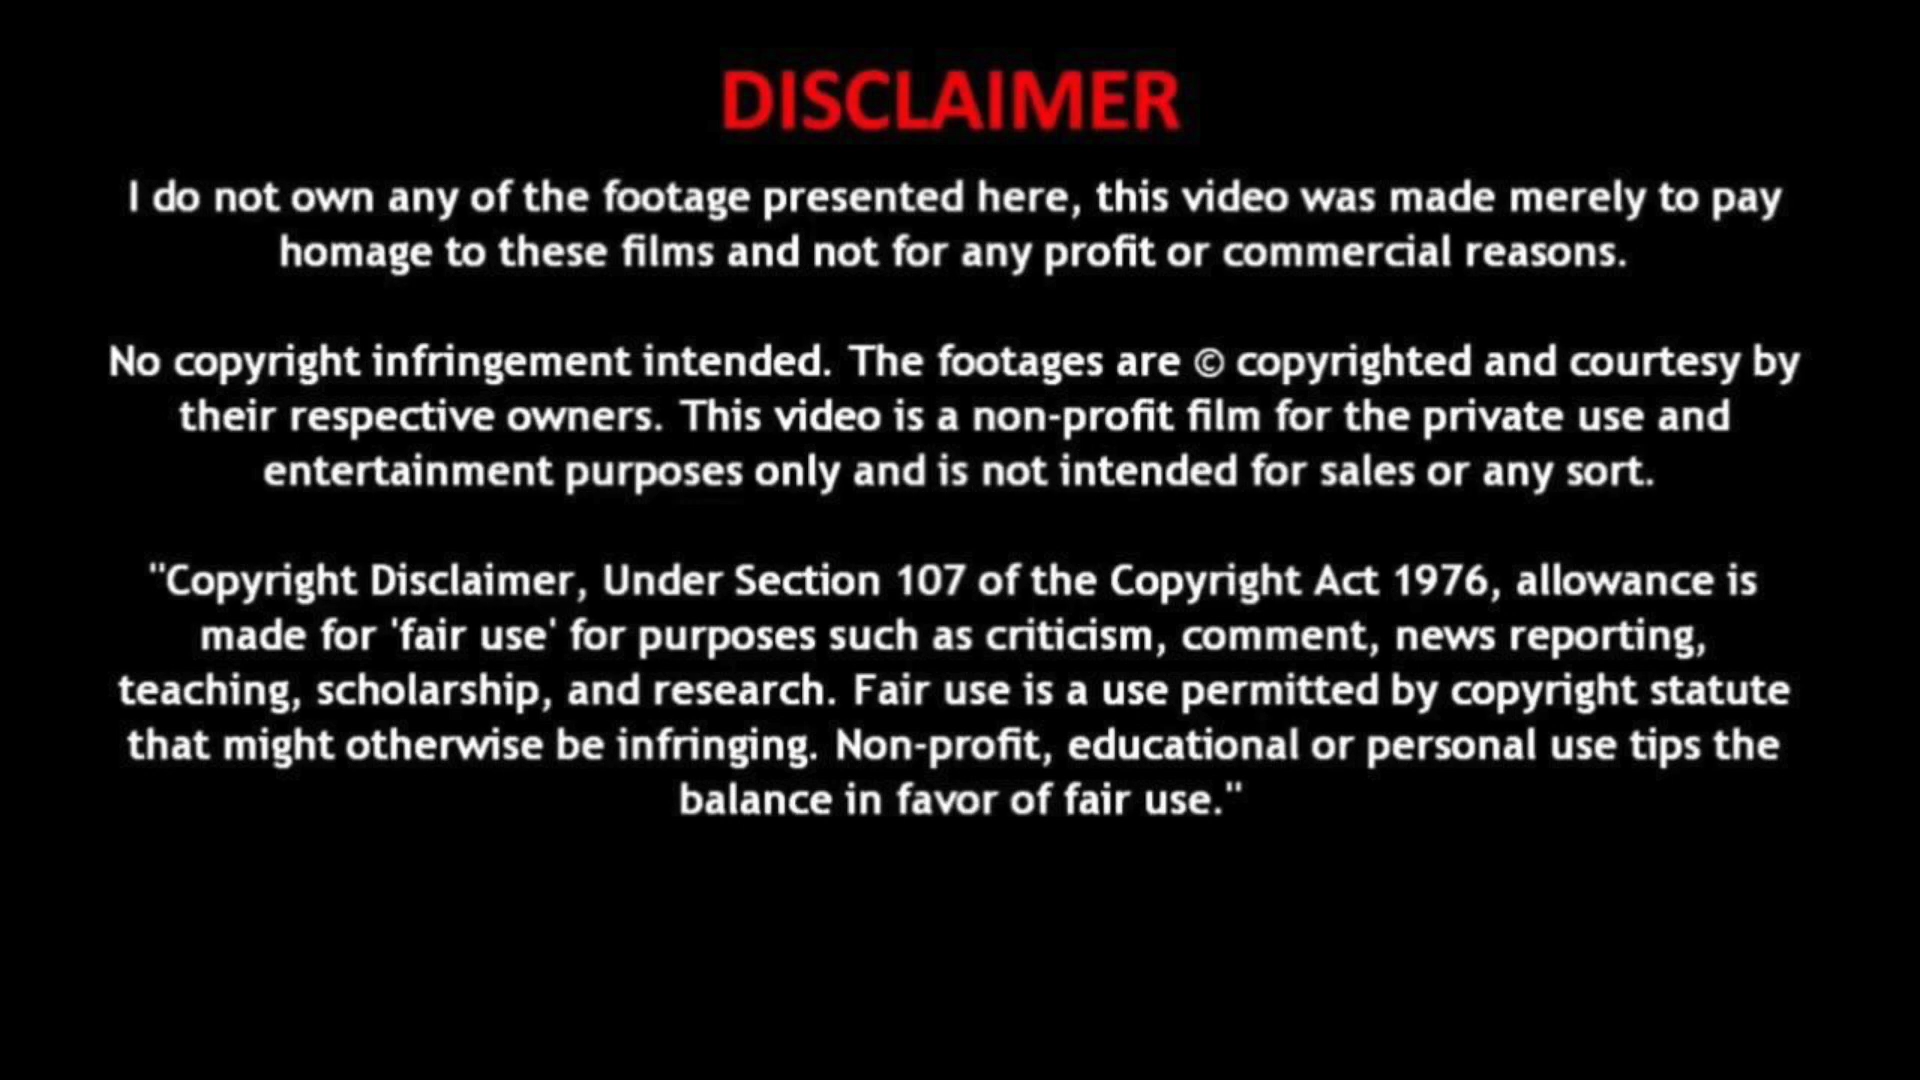 DISCLAIMER
I do not own any of the footage presented here, this video was made merely to pay
homage to these films and not for any profit or commercial reasons.
No copyright infringement intended. The footages are © copyrighted and courtesy by
their respective owners. This video is a non-profit film for the private use and
entertainment purposes only and is not intended for sales or any sort.
"Copyright Disclaimer, Under Section 107 of the Copyright Act 1976, allowance is
made for 'fair use' for purposes such as criticism, comment, news reporting,
teaching, scholarship, and research. Fair use is a use permitted by copyright statute
that might otherwise be infringing. Non-profit, educational or personal use tips the
balance in favor of fair use."